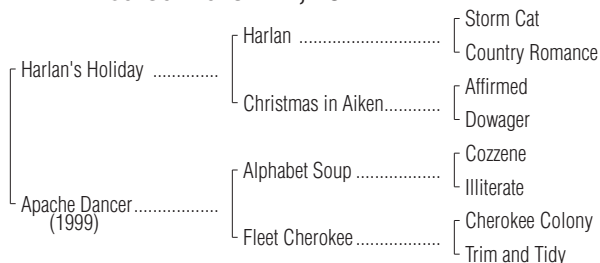 Storm Cat
Harlan
Country Romance
Harlan's Holiday
Affirmed
Christmas in Aiken
Dowager
Cozzene
Alphabet Soup
Illiterate
Apache Dancer
(1999)
Cherokee Colony
Fleet Cherokee
Trim and Tidy